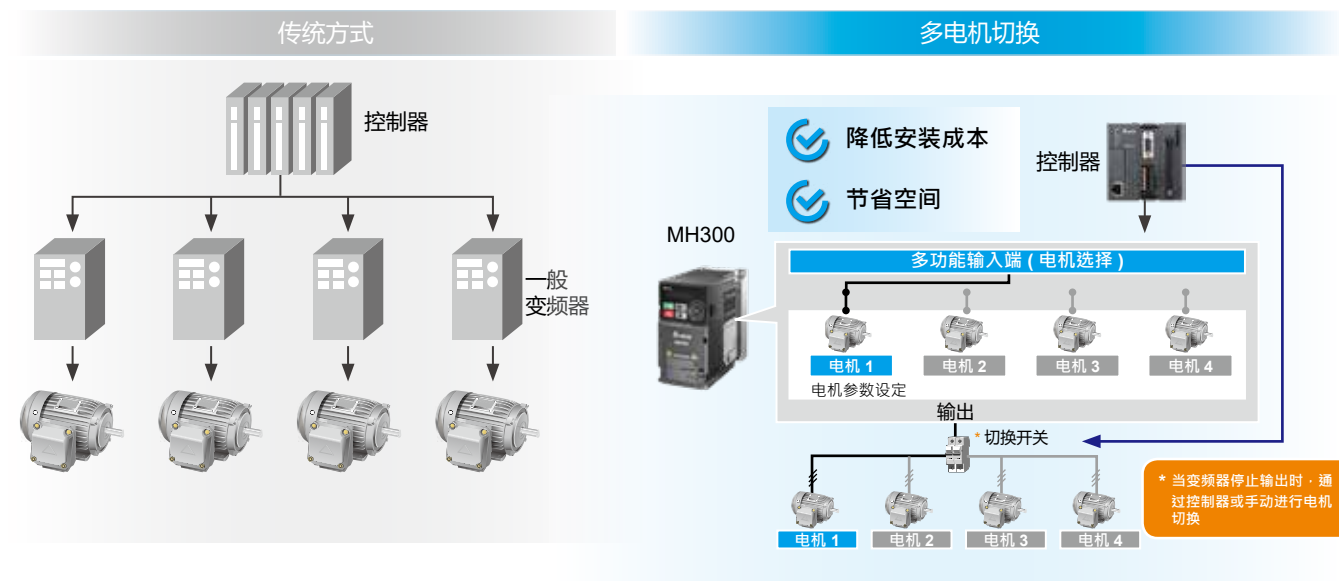 传统方式
多电机切换
控制器
一般
变频器
降低安装成本
节省空间
控制器
MH300
多功能输入端 ( 电机选择 )
电机 1
电机 2
电机 3
电机 4
电机参数设定
输出
* 切换开关
电机 1
电机 2
电机 3
电机 4
* 当变频器停止输出时，通
过控制器或手动进行电机
切换